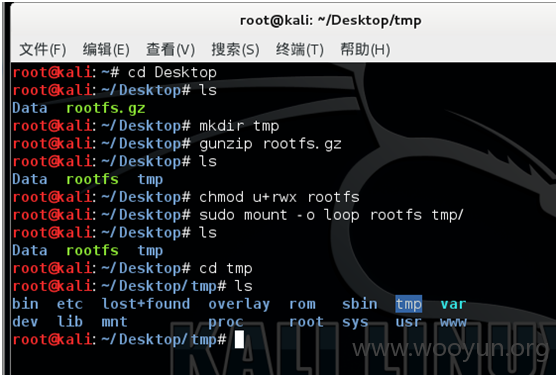 root@kali: ~/Desktop/tmp
文件(F) 编辑(E) 查看(V) 搜索(S) 终端(T) 帮助(H)
root@kali:~# cd Desktop
root@kali:~/Desktop# ls
Data rootfs.gz
root@kali:~/Desktop# mkdir tmp
root@kali:~/Desktop# gunzip rootfs.gz
root@kali:~/Desktop# ls
Data rootfs tmp
root@kali:~/Desktop# chmod u+rwx rootfs
root@kali:~/Desktop# sudo mount -o loop rootfs tmp/
root@kali:~/Desktop# ls
Data rootfs tmp
root@kali:~/Desktop# cd tmp
root@kali:~/Desktop/tmp# ls
bin etc lost+found overlay rom sbin tmp var
dev lib mnt proc root sys usr www
root@kali:~/Desktop/tmp#
KALI LINUX
www.wooyun.org